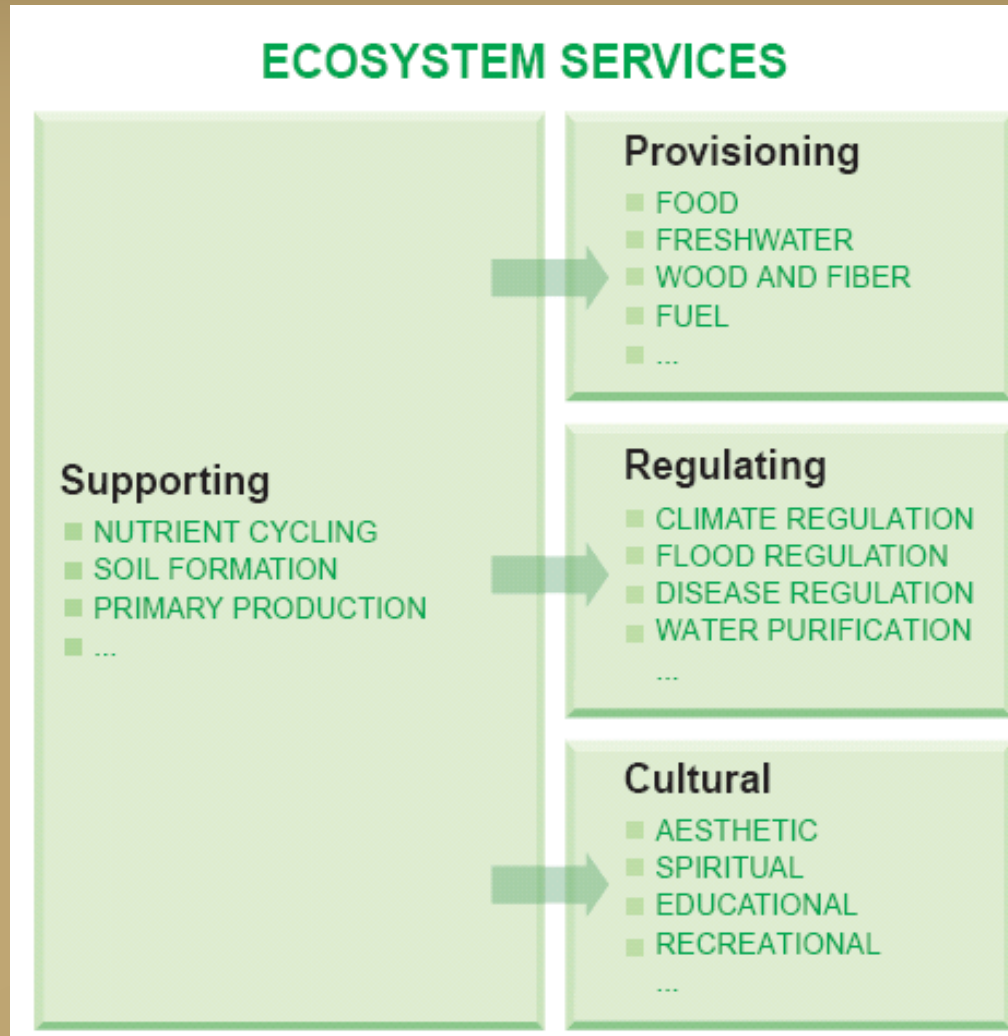 ECOSYSTEM SERVICES
Supporting
NUTRIENT CYCLING
SOIL FORMATION
PRIMARY PRODUCTION
...
Provisioning
FOOD
FRESHWATER
WOOD AND FIBER
FUEL
...
Regulating
CLIMATE REGULATION
FLOOD REGULATION
DISEASE REGULATION
WATER PURIFICATION
...
Cultural
AESTHETIC
SPIRITUAL
EDUCATIONAL
RECREATIONAL
...